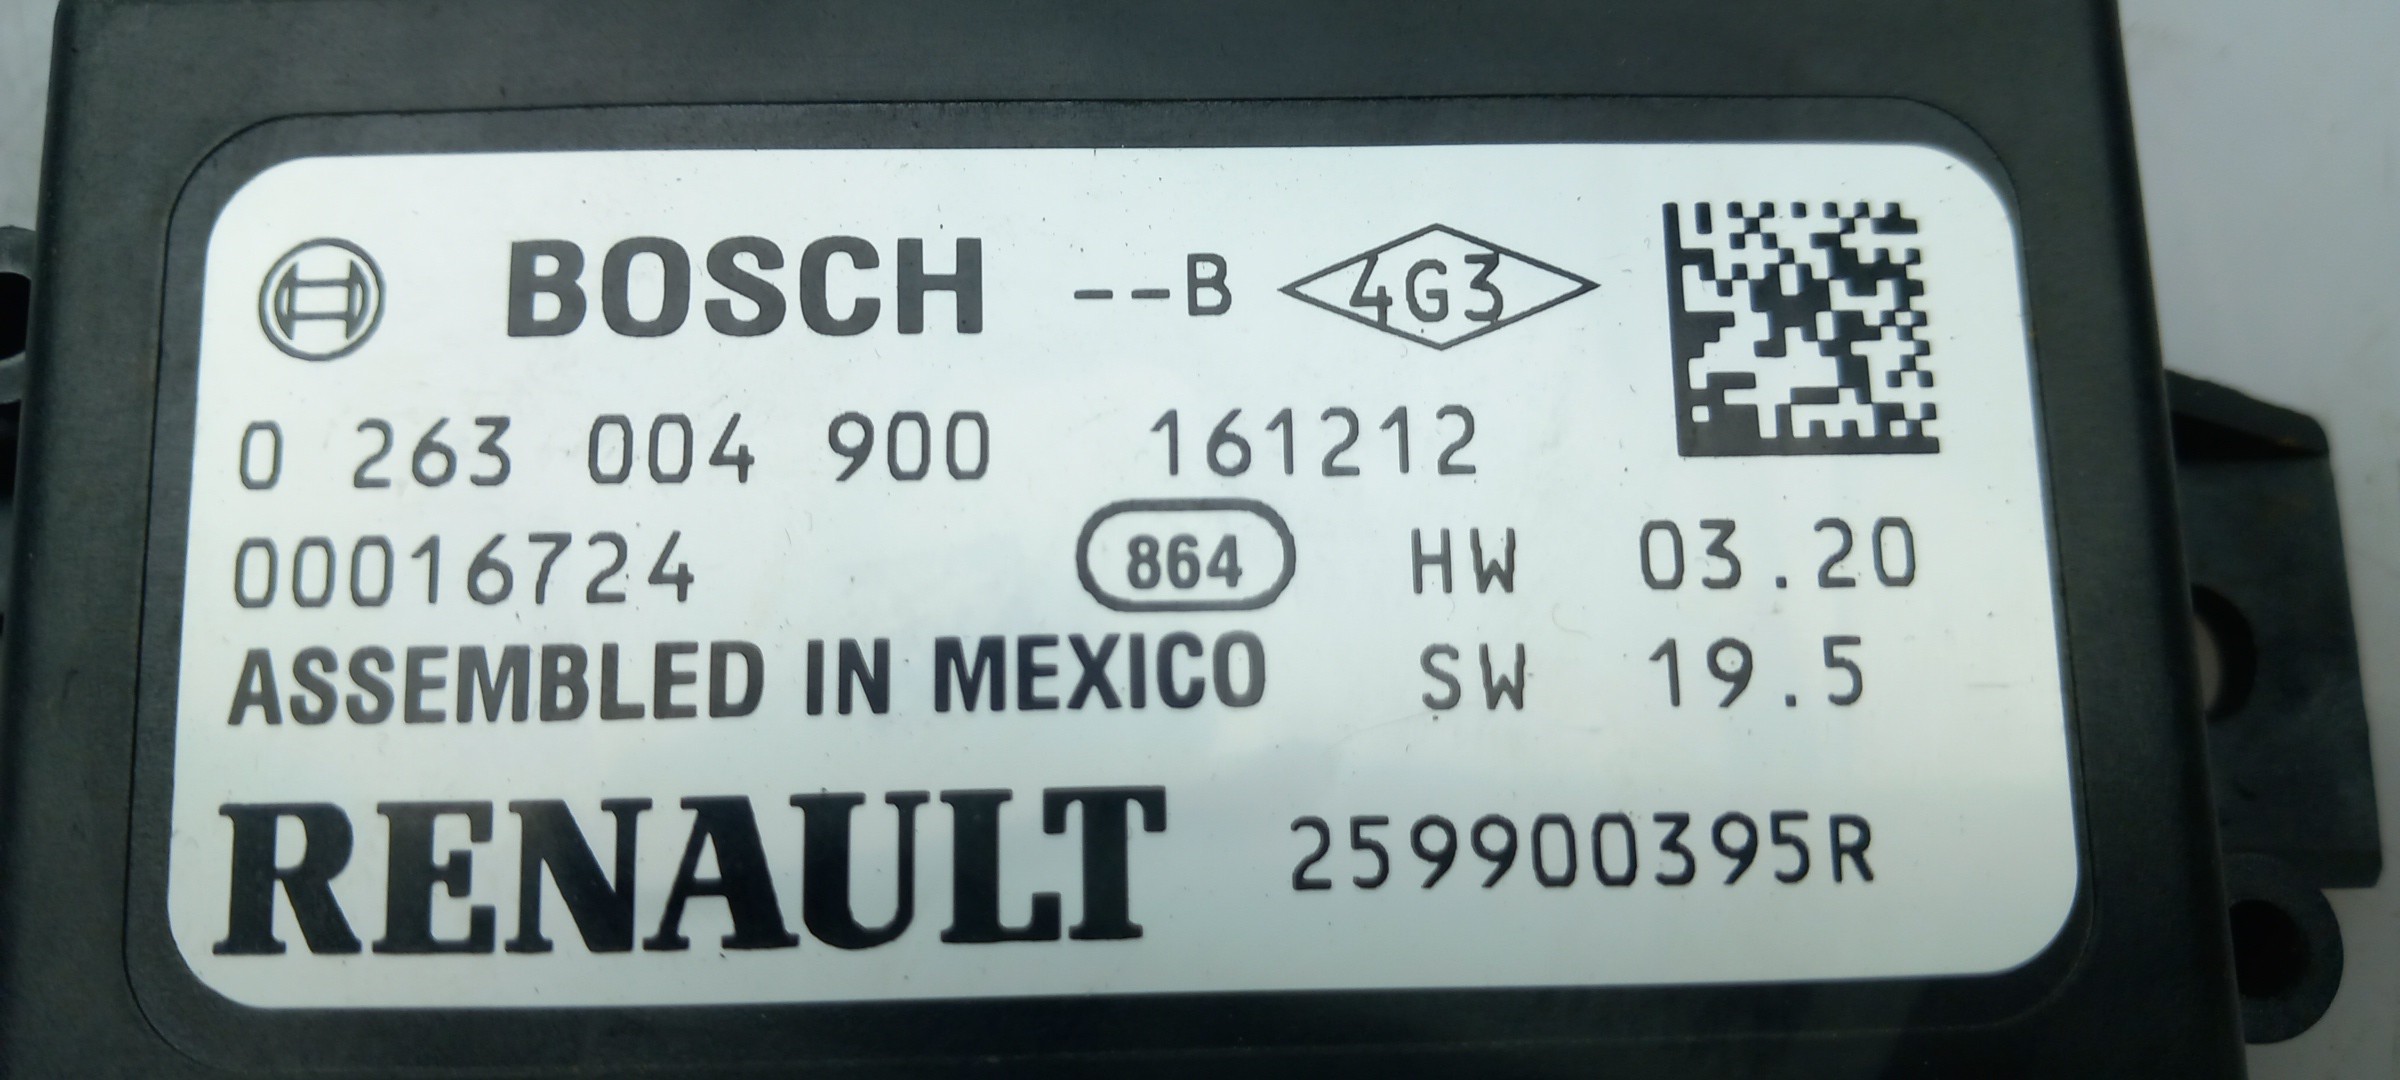 BOSCH --B 4G3
0 263 004 900 161212
00016724 864 HW 03.20
ASSEMBLED IN MEXICO SW 19.5
RENAULT 259900395R